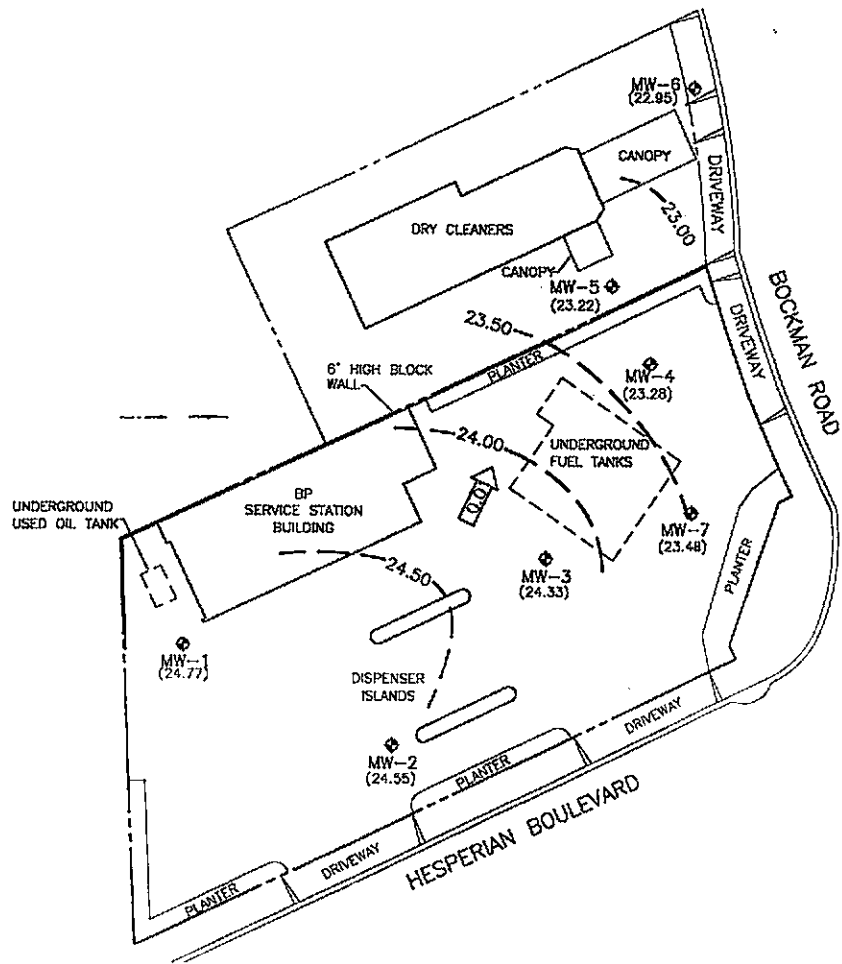 MW-6
(22.95)
CANOPY
DRIVEWAY
23.00
DRY CLEANERS
CANOPY
MW-5
(23.22)
BOCKMAN ROAD
23.50
DRIVEWAY
PLANTER
6' HIGH BLOCK
WALL
MW-4
(23.28)
24.00
UNDERGROUND
FUEL TANKS
BP
SERVICE STATION
BUILDING
UNDERGROUND
USED OIL TANK
MW-7
(23.48)
24.50
MW-3
(24.33)
PLANTER
MW-1
(24.77)
DISPENSER
ISLANDS
MW-2
(24.55)
DRIVEWAY
PLANTER
HESPERIAN BOULEVARD
DRIVEWAY
PLANTER